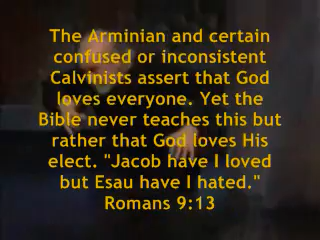 The Arminian and certain
confused or inconsistent
Calvinists assert that God
loves everyone. Yet the
Bible never teaches this but
rather that God loves His
elect. "Jacob have I loved
but Esau have I hated."
Romans 9:13